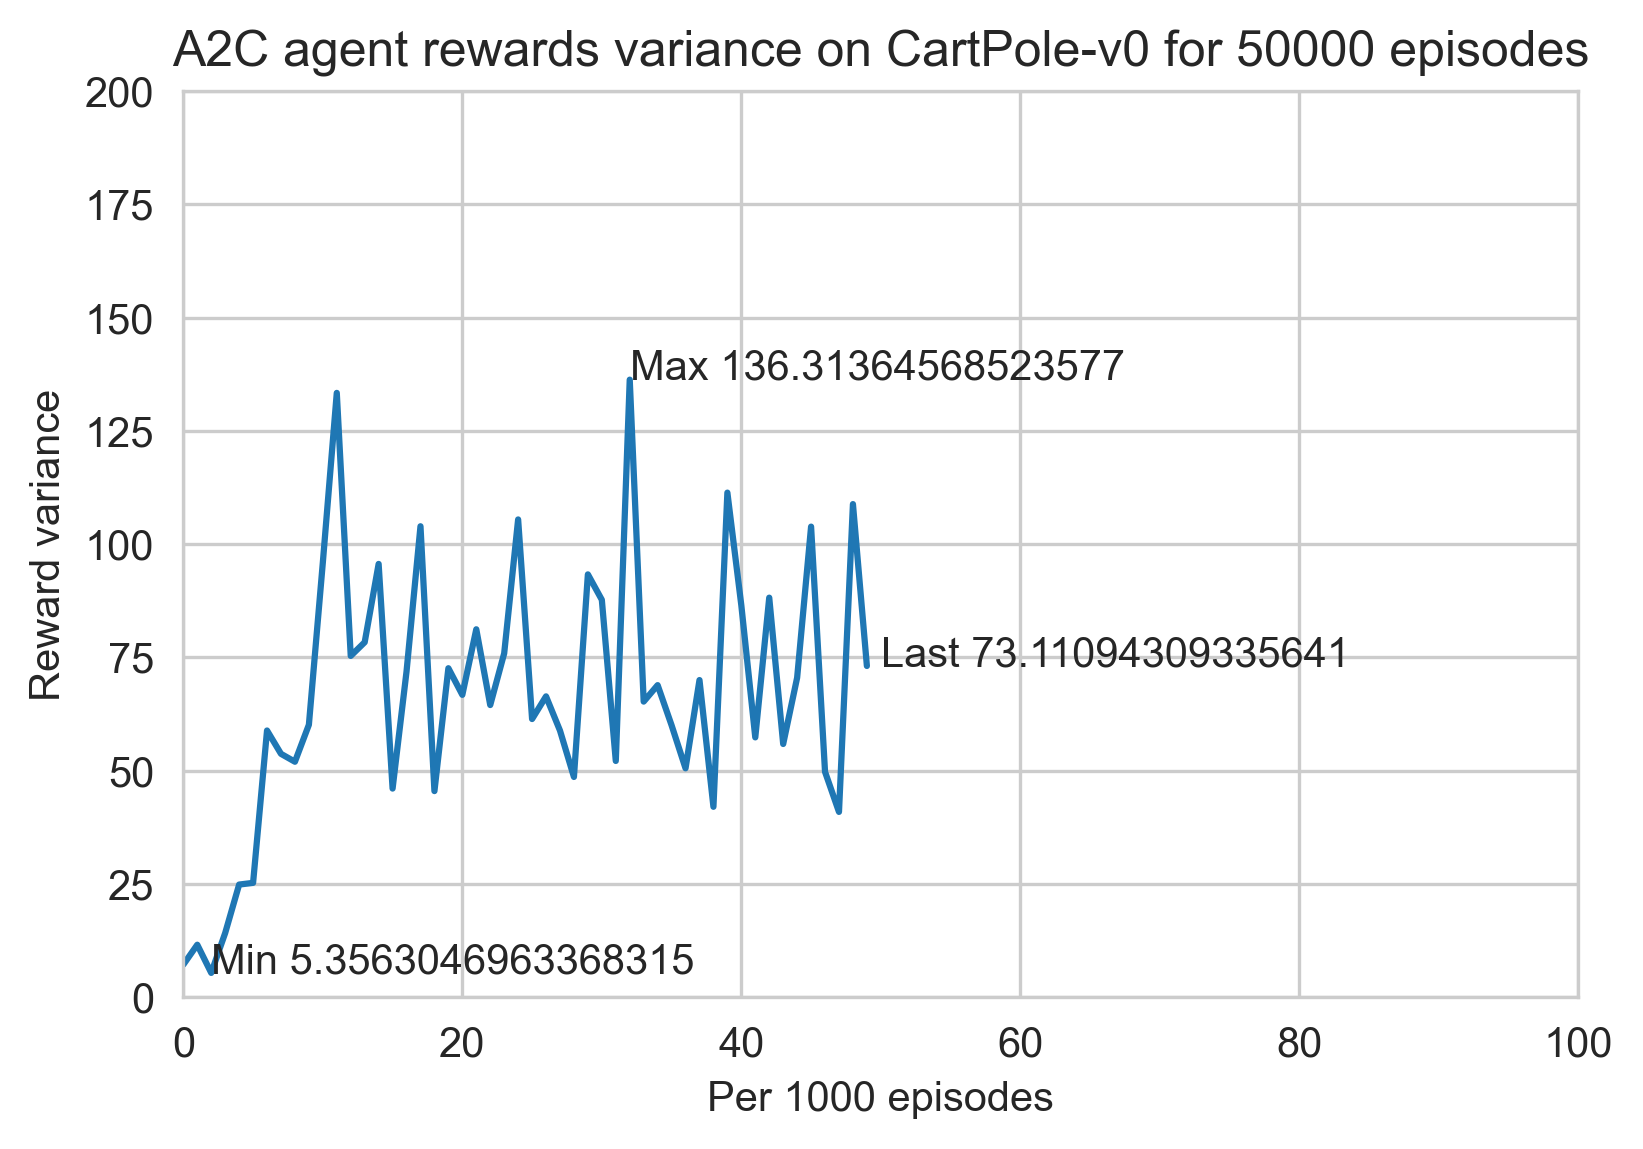 A2C agent rewards variance on CartPole-v0 for 50000 episodes
200
175
150
125
100
75
50
25
0
Reward variance
Max 136.31364568523577
Last 73.11094309335641
Min 5.3563046963368315
0 20 40 60 80 100
Per 1000 episodes